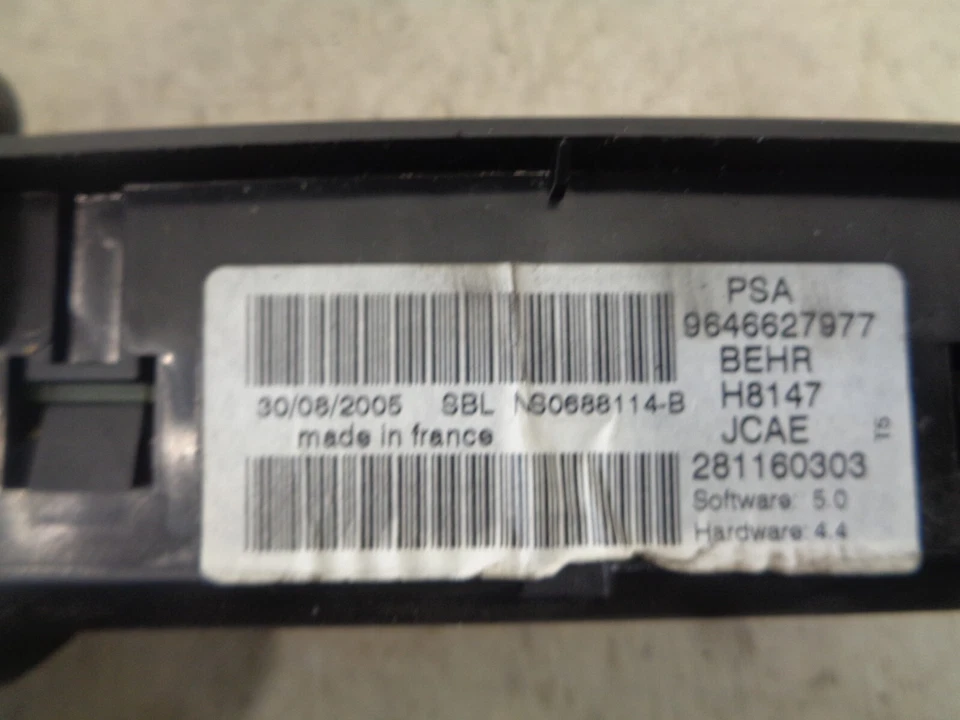 PSA
9646627977
BEHR
30/08/2005 SBL NS0688114-B H8147
made in france JCAE
281160303
Software: 5.0
Hardware: 4.4
T5